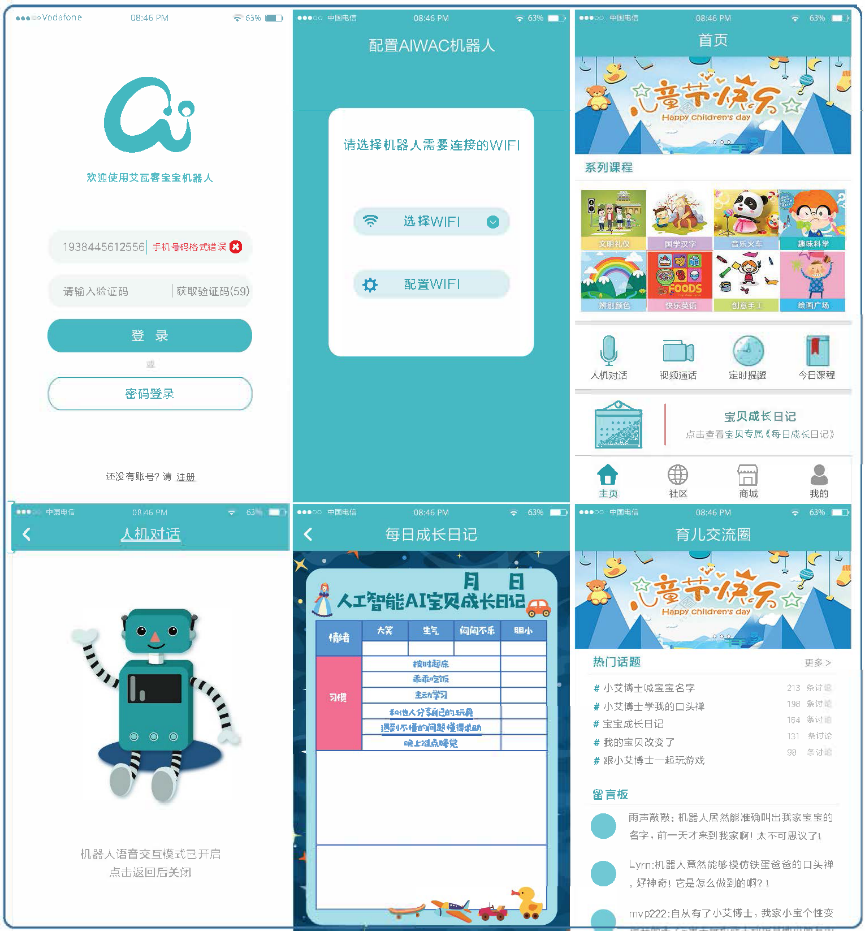 Vodafone 08:46 PM 65%
欢迎使用艾瓦客宝宝机器人
1938445612556 手机号码格式错误
请输入验证码 获取验证码(59)
登 录
或
密码登录
还没有账号? 请 注册
中国电信 08:46 PM 63%
配置AIWAC机器人
请选择机器人需要连接的WIFI
选择WIFI
配置WIFI
中国电信 08:46 PM 63%
首页
儿童节快乐
Happy children's day
系列课程
文明礼仪 国学汉字 音乐火车 趣味科学
FOODS
缤纷颜色 快乐英语 创意手工 绘画广场
人机对话 视频通话 定时提醒 今日课程
宝贝成长日记
点击查看宝贝专属《每日成长日记》
主页 社区 商城 我的
中国电信 08:46 PM 63%
人机对话
机器人语音交互模式已开启
点击返回后关闭
中国电信 08:46 PM 63%
每日成长日记
月 日
人工智能AI宝贝成长日记
情绪 大笑 生气 闷闷不乐 胆小
习惯
按时起床
乖乖吃饭
主动学习
和他人分享自己的玩具
遇到不懂的问题懂得求助
晚上准点睡觉
中国电信 08:46 PM 63%
育儿交流圈
儿童节快乐
Happy children's day
热门话题 更多 >
# 小艾博士喊宝宝名字 213 条讨论
# 小艾博士学我的口头禅 198 条讨论
# 宝宝成长日记 164 条讨论
# 我的宝贝改变了 131 条讨论
# 跟小艾博士一起玩游戏 98 条讨论
留言板
雨声敲敲: 机器人居然能准确叫出我家宝宝的
名字, 前一天才来到我家啊! 太不可思议了!
Lyrn:机器人竟然能够模仿铁蛋爸爸的口头禅
, 好神奇! 它是怎么做到的啊?!
mvp222:自从有了小艾博士, 我家小宝个性变